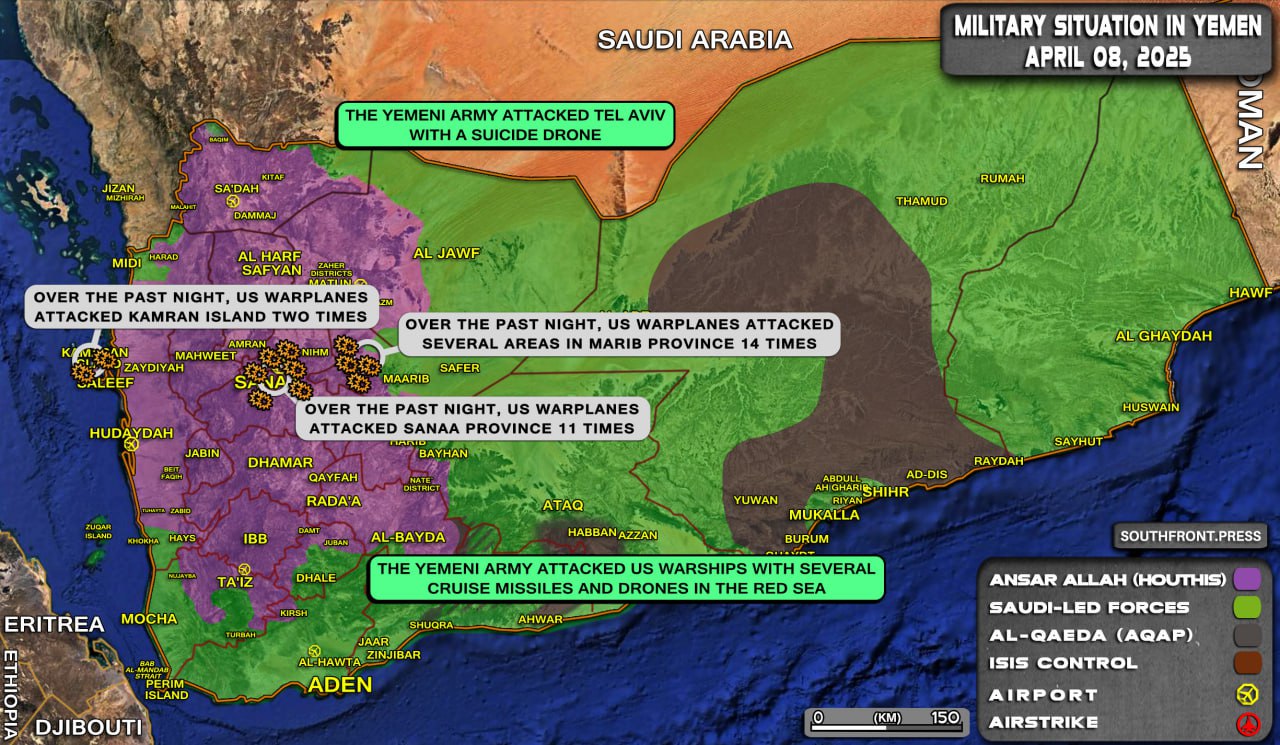 MILITARY SITUATION IN YEMEN
APRIL 08, 2025
SAUDI ARABIA
OMAN
THE YEMENI ARMY ATTACKED TEL AVIV
WITH A SUICIDE DRONE
BAQIM
KITAF
SA'DAH
JIZAN
MIZHIRAH
MALAHIT
DAMMAJ
RUMAH
THAMUD
MIDI
HARAD
AL HARF
SAFYAN
ZAHER
DISTRICTS
MATUN
AL JAWF
HAWF
OVER THE PAST NIGHT, US WARPLANES
ATTACKED KAMRAN ISLAND TWO TIMES
OVER THE PAST NIGHT, US WARPLANES ATTACKED
SEVERAL AREAS IN MARIB PROVINCE 14 TIMES
AL GHAYDAH
AMRAN
NIHM
MAHWEET
ZAYDIYAH
SAFER
MAARIB
SALEEF
OVER THE PAST NIGHT, US WARPLANES
ATTACKED SANAA PROVINCE 11 TIMES
HUSWAIN
HUDAYDAH
SAYHUT
HARIB
BAYHAN
JABIN
DHAMAR
RAYDAH
BEIT
FAQIH
QAYFAH
NATE
DISTRICT
AD-DIS
ABDULL
AH GHARIB
SHIHR
RIYAN
YUWAN
RADA'A
TUHAYTA
ZABID
ATAQ
MUKALLA
ZUQAR
ISLAND
KHOKHA
HAYS
IBB
DAMT
JUBAN
AL-BAYDA
HABBAN
AZZAN
BURUM
SOUTHFRONT.PRESS
THE YEMENI ARMY ATTACKED US WARSHIPS WITH SEVERAL
CRUISE MISSILES AND DRONES IN THE RED SEA
NUJAYBA
TA'IZ
DHALE
ANSAR ALLAH (HOUTHIS)
SAUDI-LED FORCES
AL-QAEDA (AQAP)
ISIS CONTROL
AIRPORT
AIRSTRIKE
MOCHA
KIRSH
SHUQRA
AHWAR
ERITREA
TURBAH
JAAR
ZINJIBAR
AL-HAWTA
BAB
AL-MANDAB
STRAIT
PERIM
ISLAND
ADEN
ETHIOPIA
DJIBOUTI
0 (KM) 150